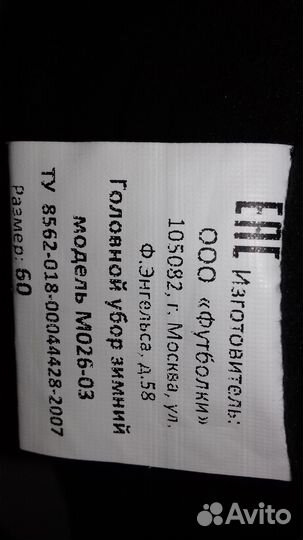 EAC Изготовитель:
ООО «Футболки»
105082, г. Москва, ул.
Ф.Энгельса, д.58
Головной убор зимний
модель М026-03
ТУ 8562-018-00044428-2007
Размер: 60
Avito